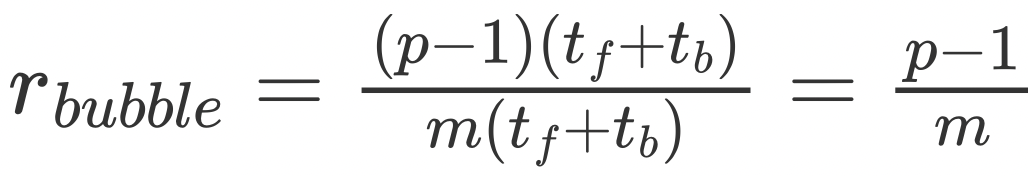 r_{bubble} = \frac{(p-1)(t_f+t_b)}{m(t_f+t_b)} = \frac{p-1}{m}